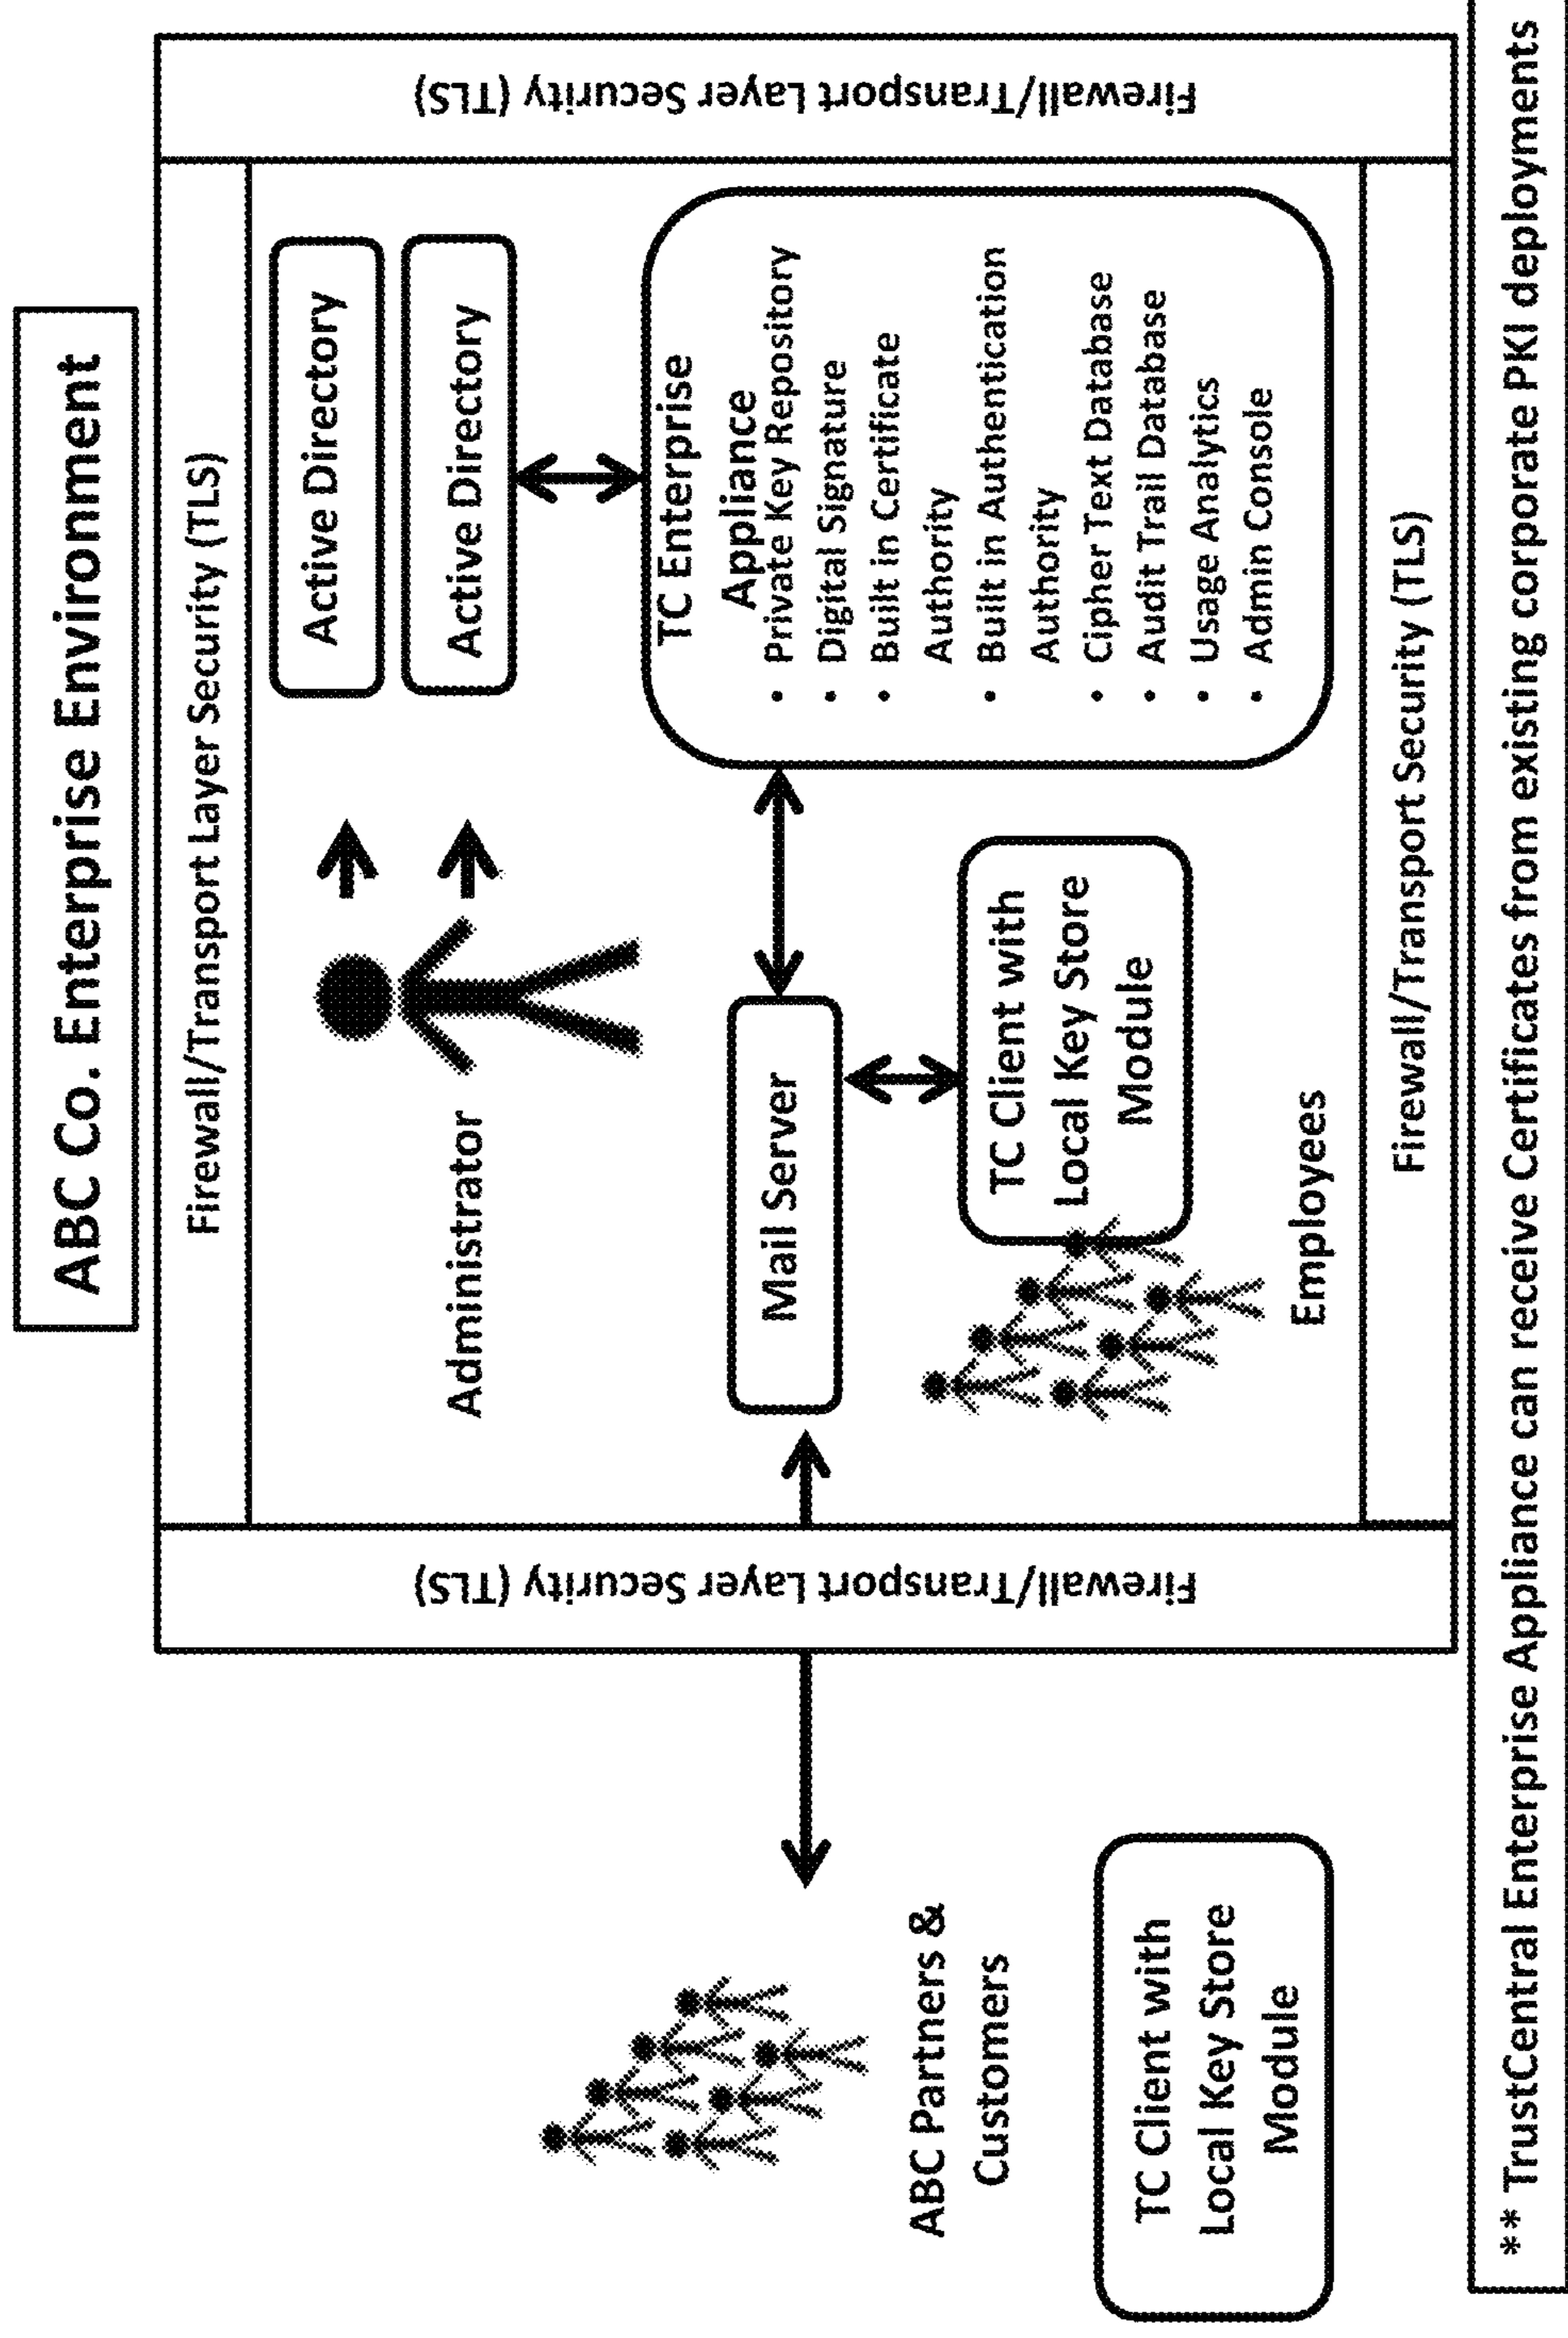 ABC Co. Enterprise Environment
Firewall/Transport Layer Security (TLS)
Firewall/Transport Layer Security (TLS)
Firewall/Transport Layer Security (TLS)
Administrator
Active Directory
Active Directory
Mail Server
TC Enterprise
Appliance
• Private Key Repository
• Digital Signature
• Built in Certificate
Authority
• Built in Authentication
Authority
• Cipher Text Database
• Audit Trail Database
• Usage Analytics
• Admin Console
TC Client with
Local Key Store
Module
Employees
Firewall/Transport Security (TLS)
ABC Partners &
Customers
TC Client with
Local Key Store
Module
** TrustCentral Enterprise Appliance can receive Certificates from existing corporate PKI deployments